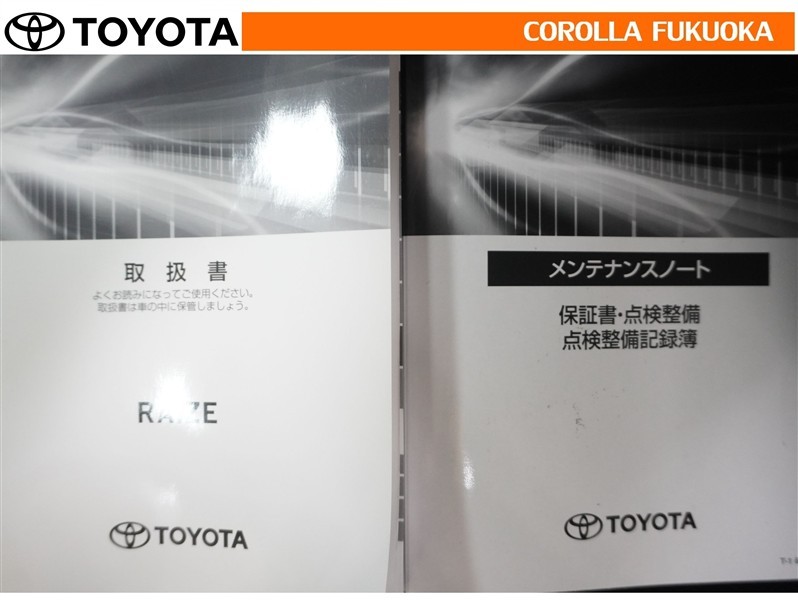 TOYOTA
COROLLA FUKUOKA
取扱書
よくお読みになってご使用ください。
取扱書は車の中に保管しましょう。
RAIZE
TOYOTA
メンテナンスノート
保証書・点検整備
点検整備記録簿
TOYOTA